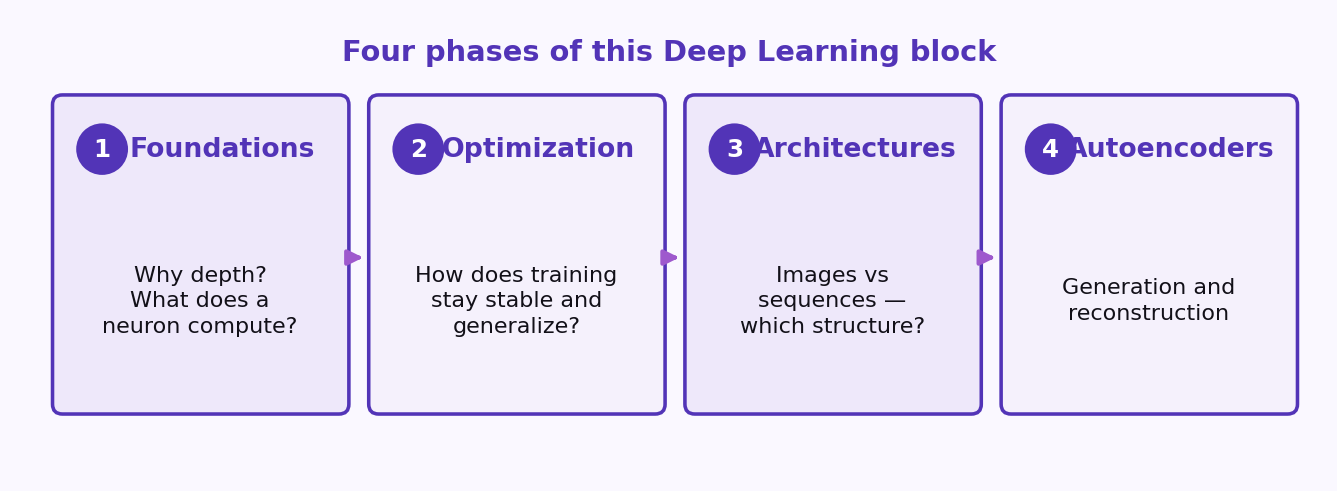 Four phases of this Deep Learning block
1 Foundations
Why depth?
What does a
neuron compute?
2 Optimization
How does training
stay stable and
generalize?
3 Architectures
Images vs
sequences —
which structure?
4 Autoencoders
Generation and
reconstruction